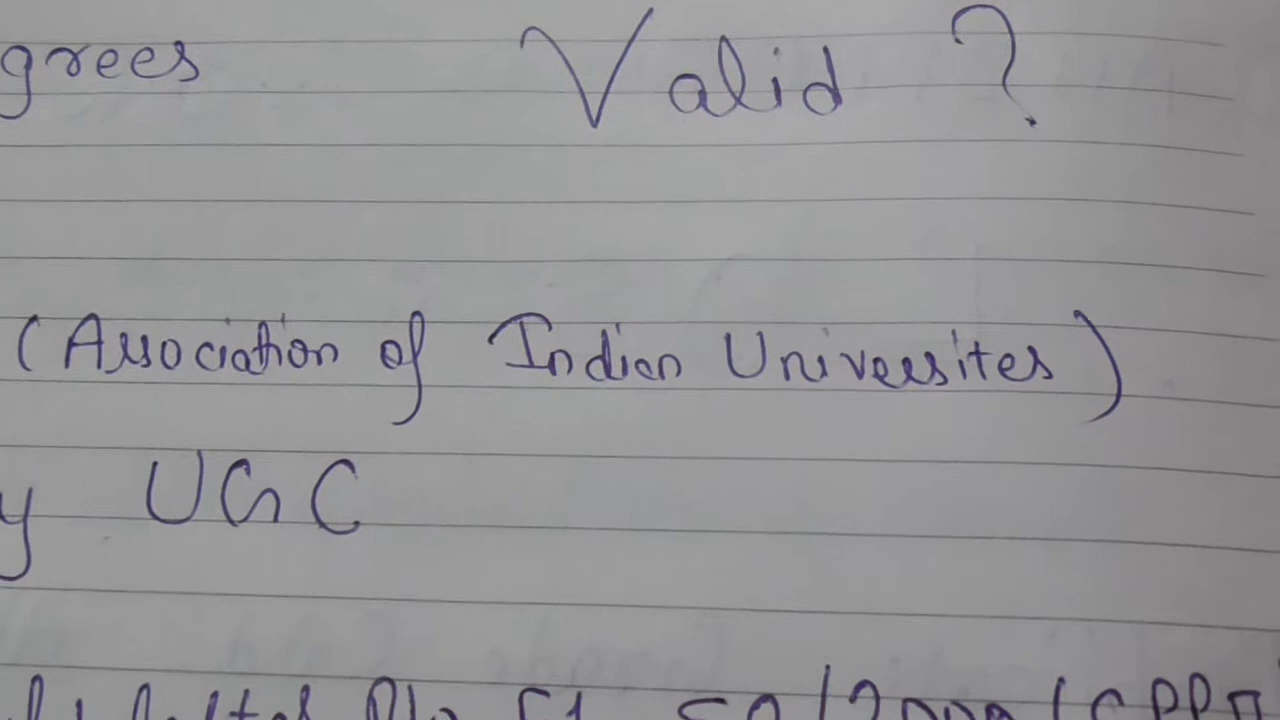 grees Valid ?
(Association of Indian Universites)
y UGC